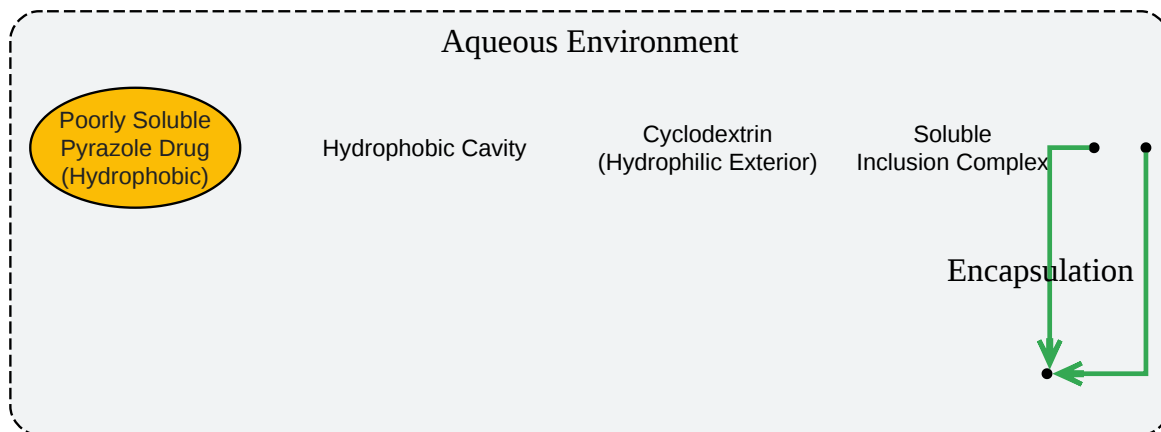 Aqueous Environment
Poorly Soluble
Pyrazole Drug
(Hydrophobic)
Hydrophobic Cavity
Cyclodextrin
(Hydrophilic Exterior)
Soluble
Inclusion Complex
Encapsulation